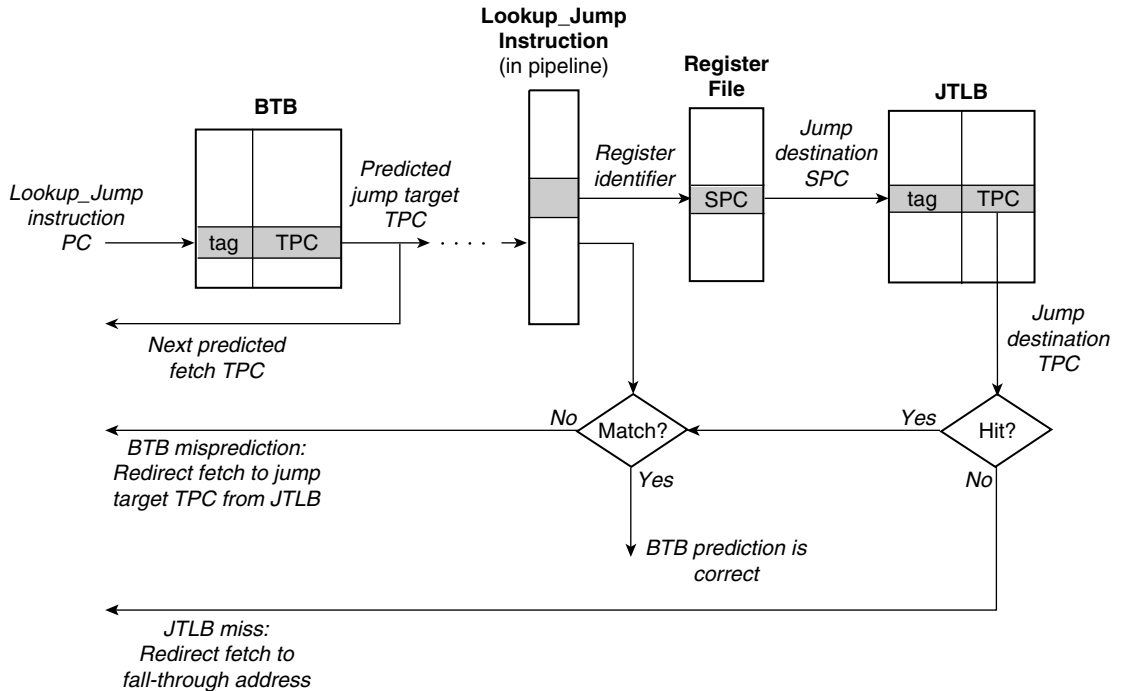 Lookup_Jump
Instruction
(in pipeline)
Register
File
BTB
JTLB
Lookup_Jump
instruction
PC
Predicted
jump target
TPC
Register
identifier
Jump
destination
SPC
tag TPC
SPC
tag TPC
Next predicted
fetch TPC
Jump
destination
TPC
No
Match?
Yes
Yes
Hit?
No
BTB misprediction:
Redirect fetch to jump
target TPC from JTLB
BTB prediction is
correct
JTLB miss:
Redirect fetch to
fall-through address